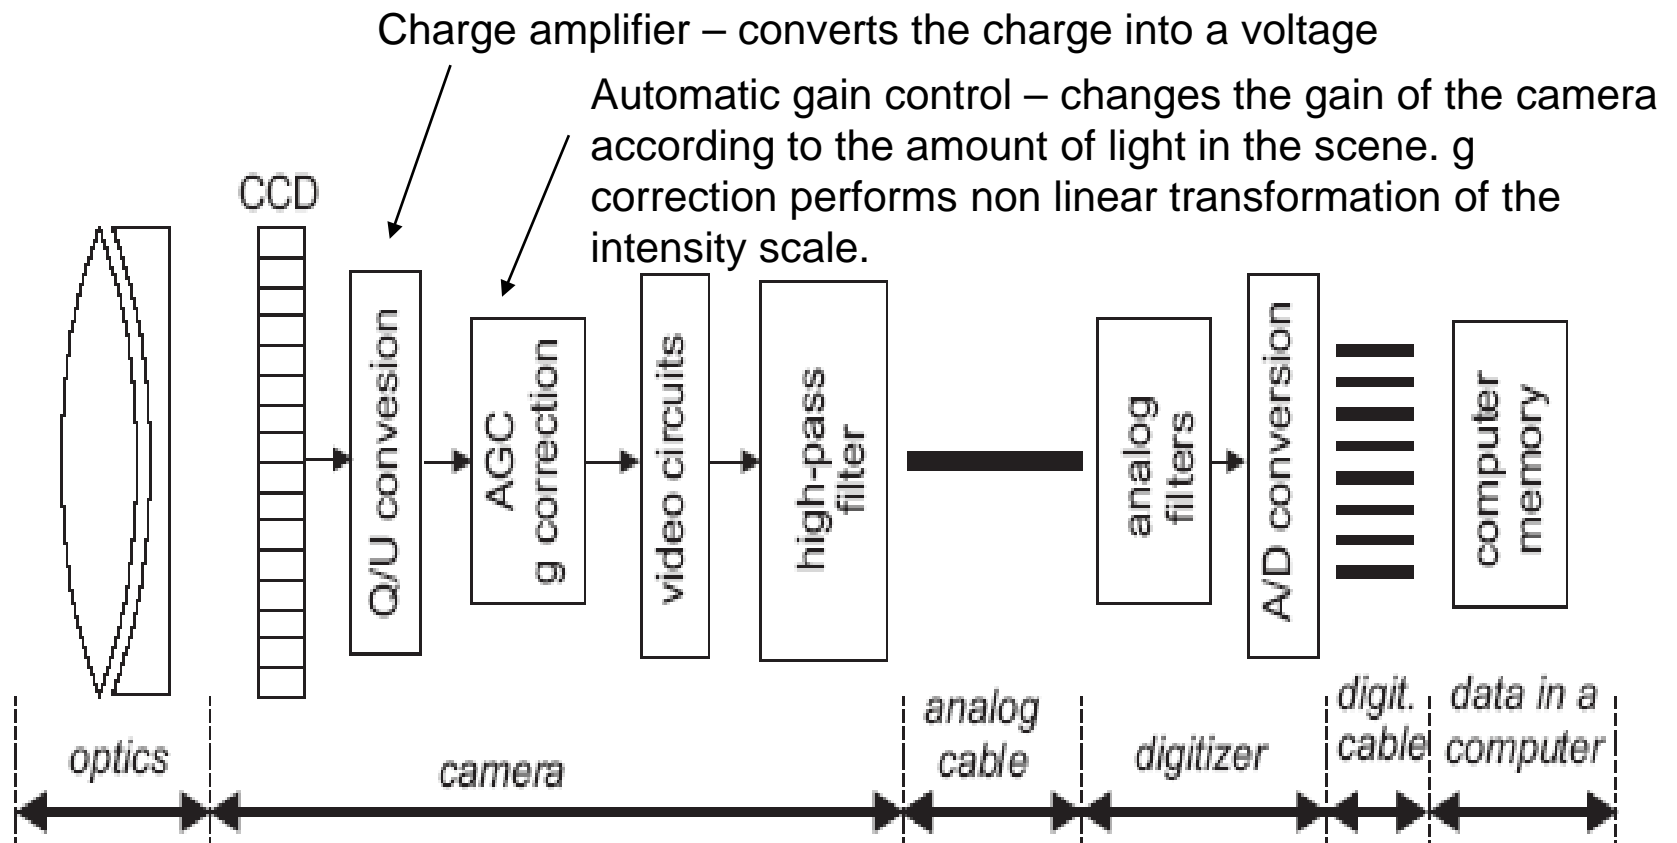 Charge amplifier – converts the charge into a voltage
Automatic gain control – changes the gain of the camera
according to the amount of light in the scene. g
correction performs non linear transformation of the
intensity scale.
CCD
Q/U convesion
AGC
g correction
video circuits
high-pass
filter
analog
filters
A/D conversion
computer
memory
optics
camera
analog
cable
digitizer
digit.
cable
data in a
computer